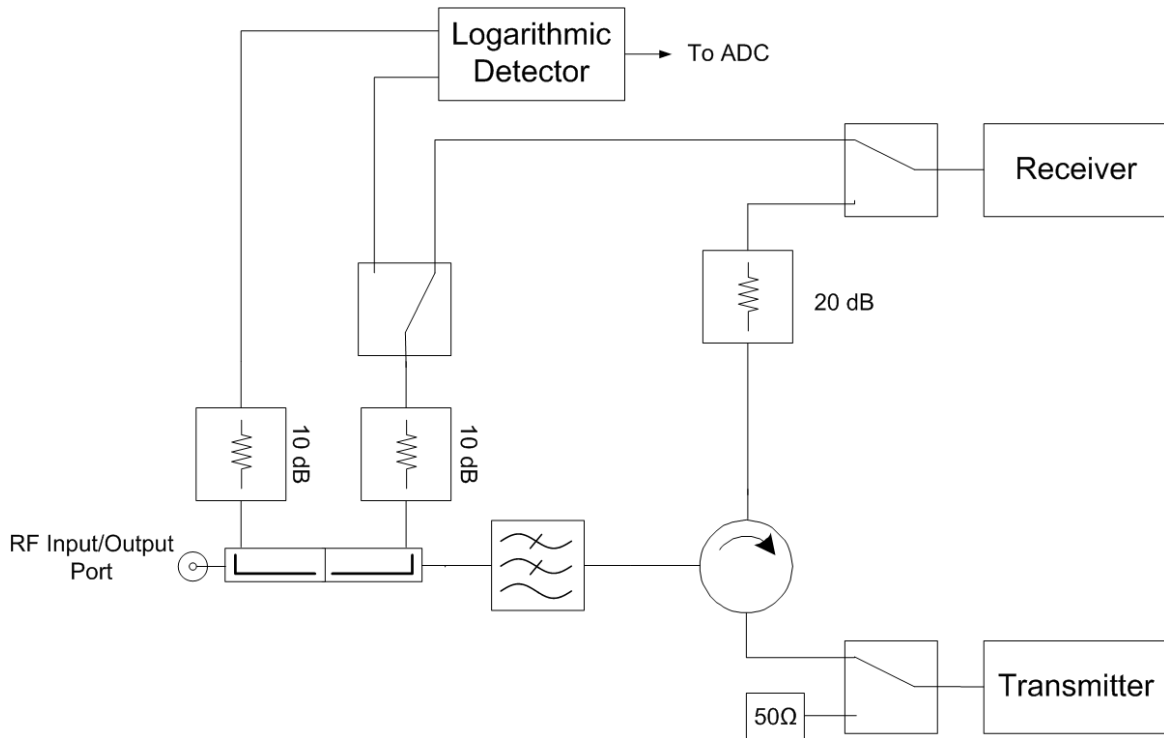 Logarithmic
Detector
To ADC
Receiver
20 dB
10 dB
10 dB
RF Input/Output
Port
Transmitter
50Ω